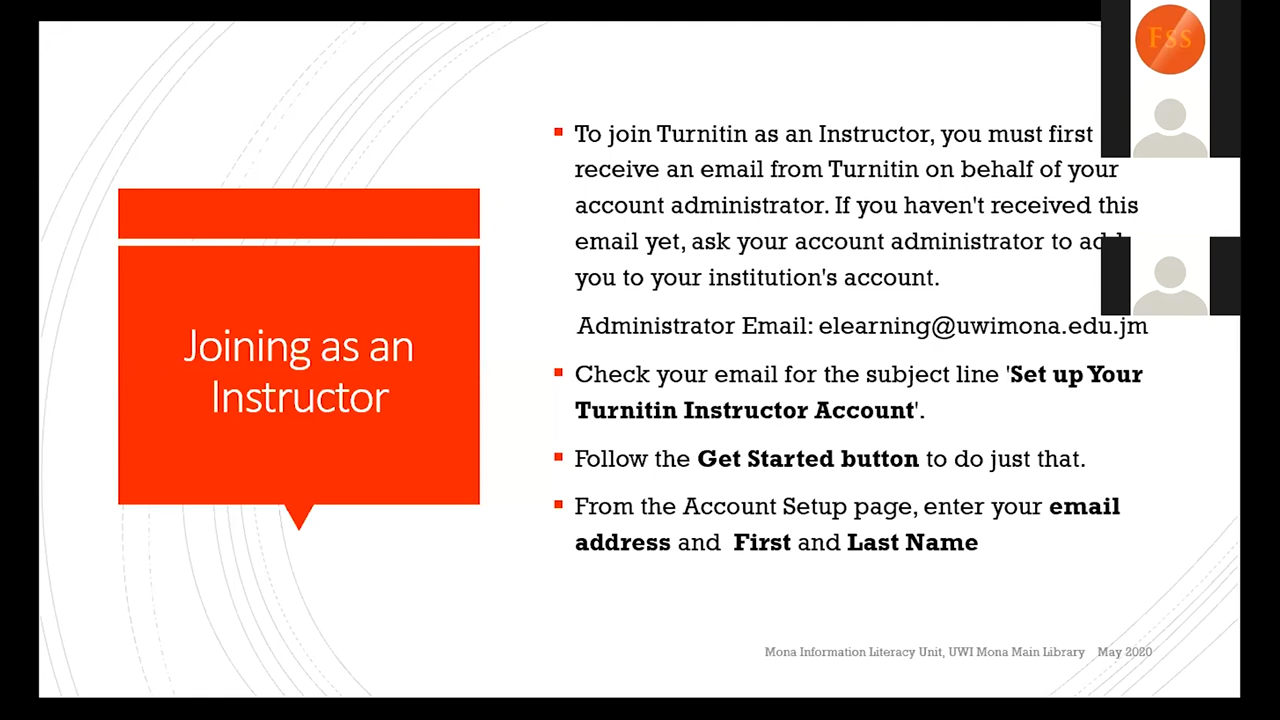 Fss
Joining as an
Instructor
To join Turnitin as an Instructor, you must first
receive an email from Turnitin on behalf of your
account administrator. If you haven't received this
email yet, ask your account administrator to add
you to your institution's account.
Administrator Email: elearning@uwimona.edu.jm
Check your email for the subject line 'Set up Your
Turnitin Instructor Account'.
Follow the Get Started button to do just that.
From the Account Setup page, enter your email
address and First and Last Name
Mona Information Literacy Unit, UWI Mona Main Library May 2020